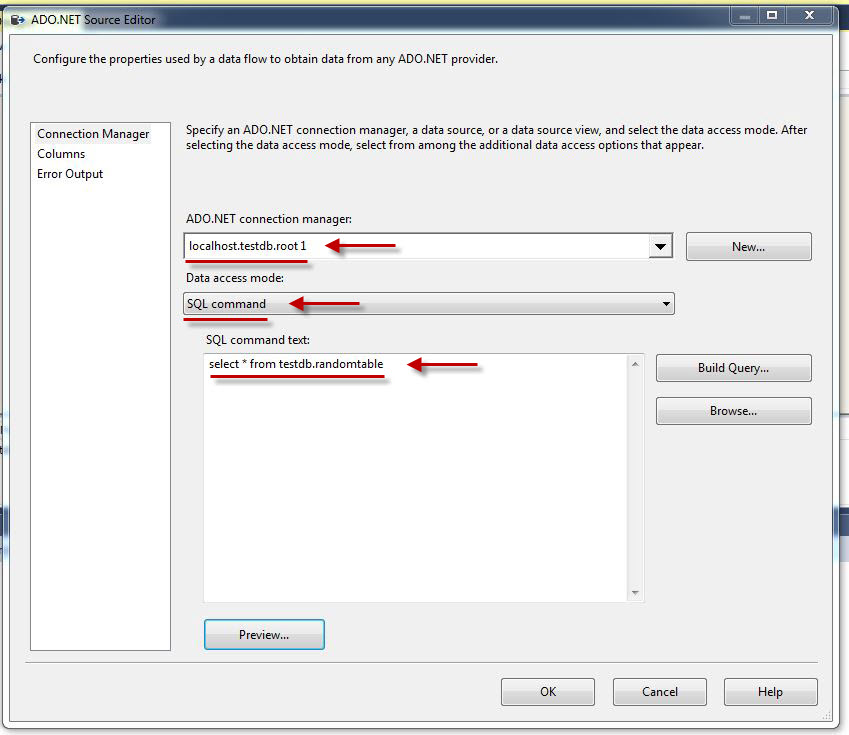 ADO.NET Source Editor
Configure the properties used by a data flow to obtain data from any ADO.NET provider.
Connection Manager
Columns
Error Output
Specify an ADO.NET connection manager, a data source, or a data source view, and select the data access mode. After
selecting the data access mode, select from among the additional data access options that appear.
ADO.NET connection manager:
localhost.testdb.root 1
New...
Data access mode:
SQL command
SQL command text:
select * from testdb.randomtable
Build Query...
Browse...
Preview...
OK
Cancel
Help